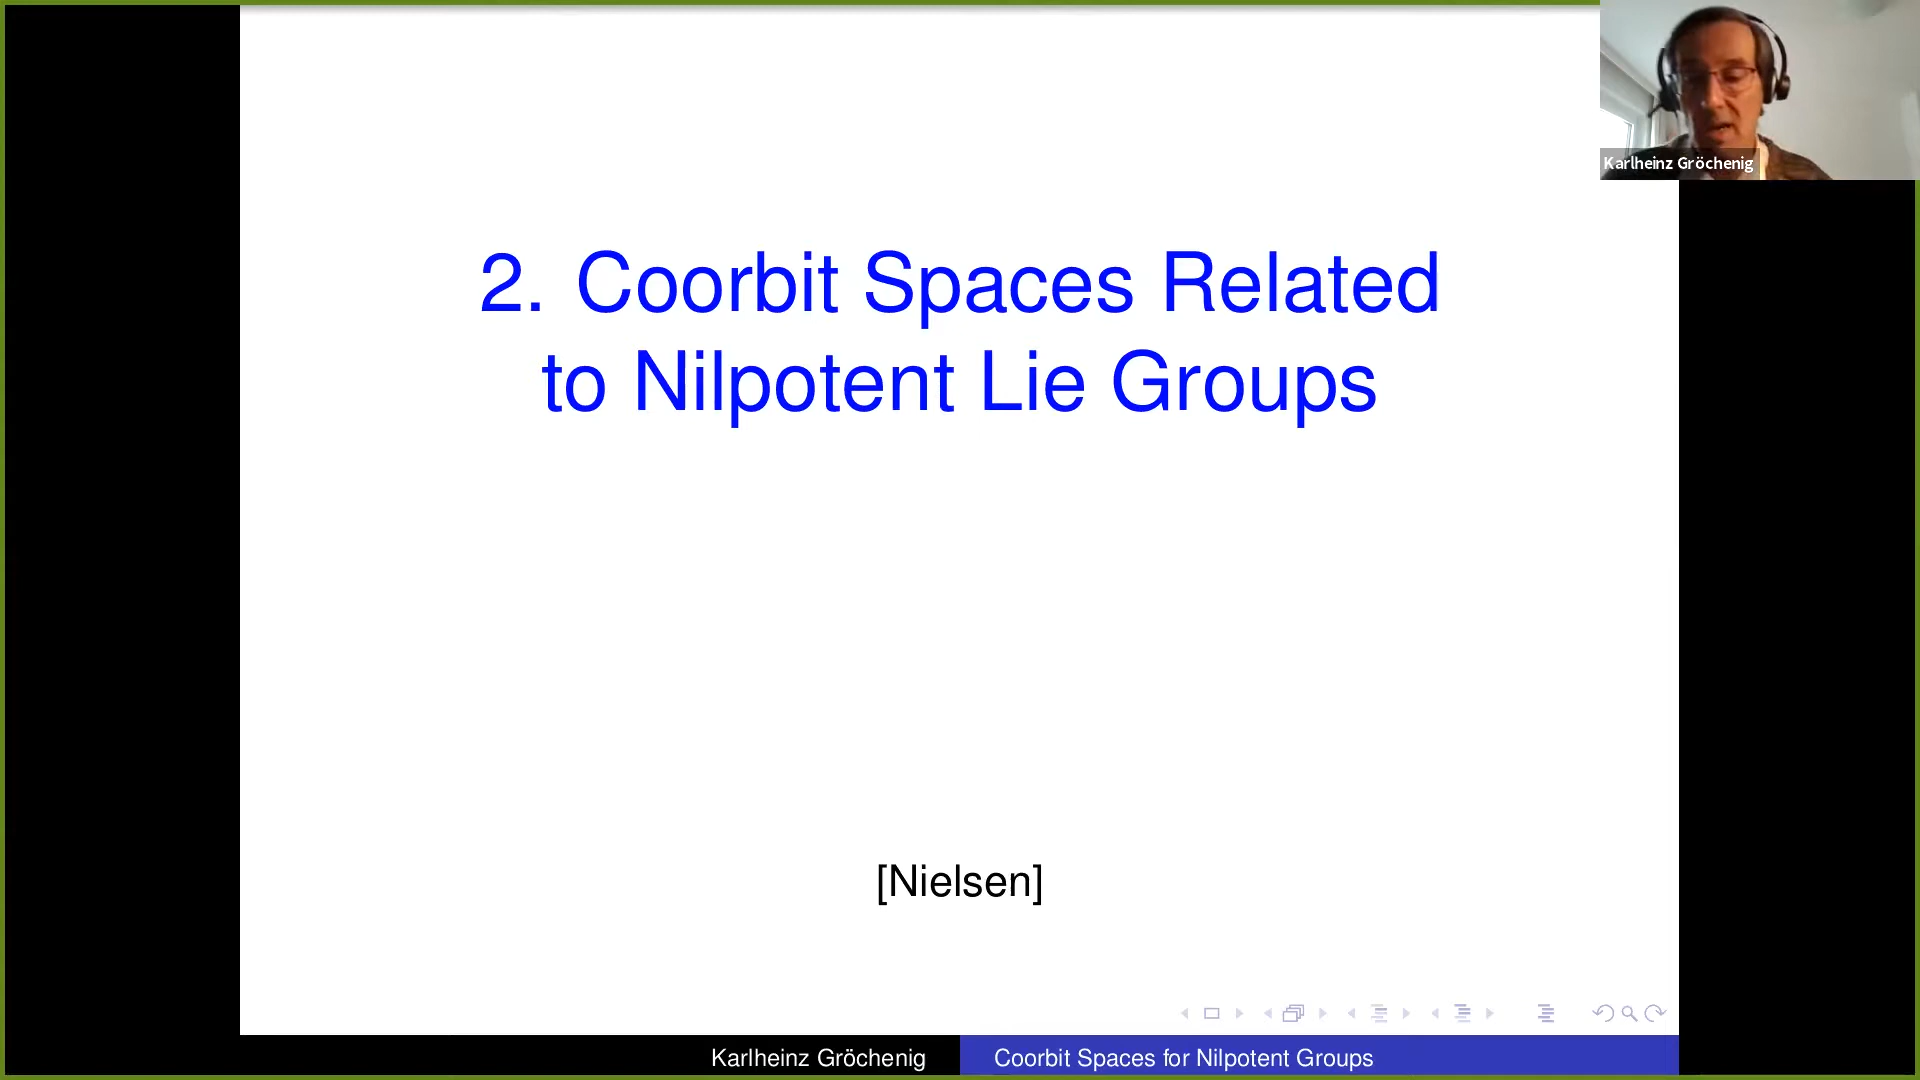 Karlheinz Gröchenig
2. Coorbit Spaces Related
to Nilpotent Lie Groups
[Nielsen]
Karlheinz Gröchenig
Coorbit Spaces for Nilpotent Groups